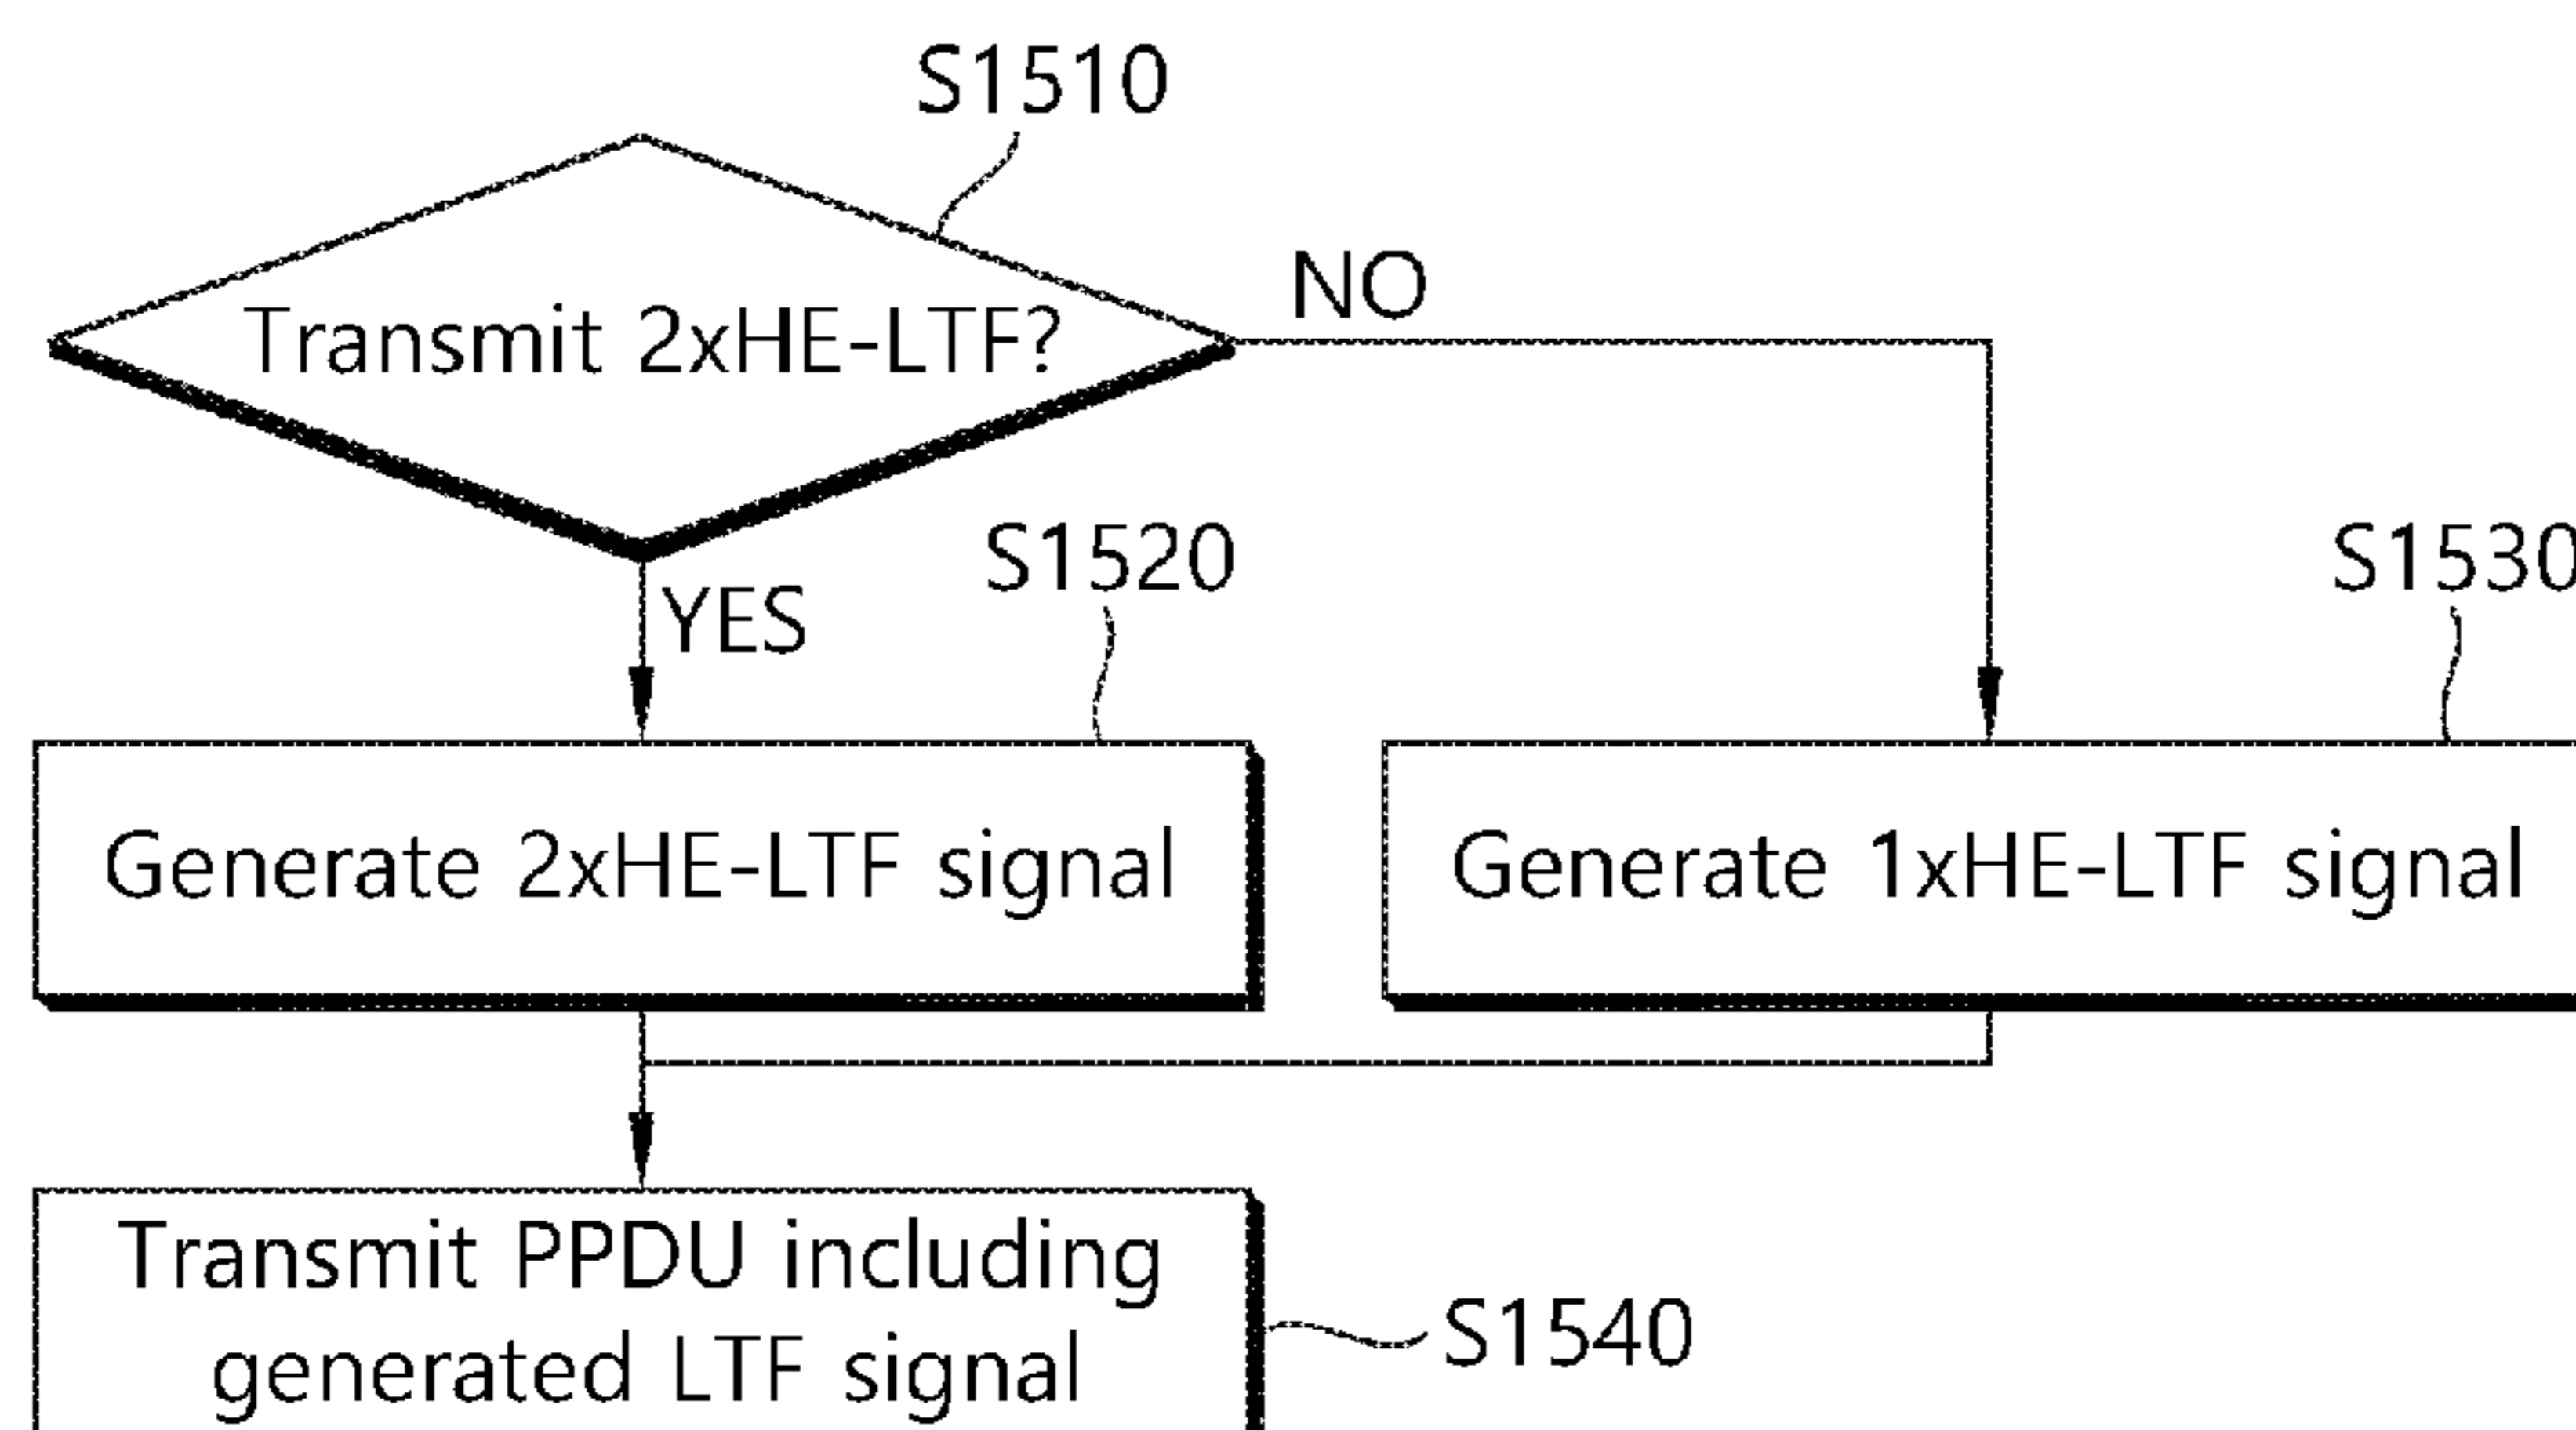 S1510
Transmit 2xHE-LTF?
NO
YES
S1520
S1530
Generate 2xHE-LTF signal
Generate 1xHE-LTF signal
Transmit PPDU including
generated LTF signal
S1540